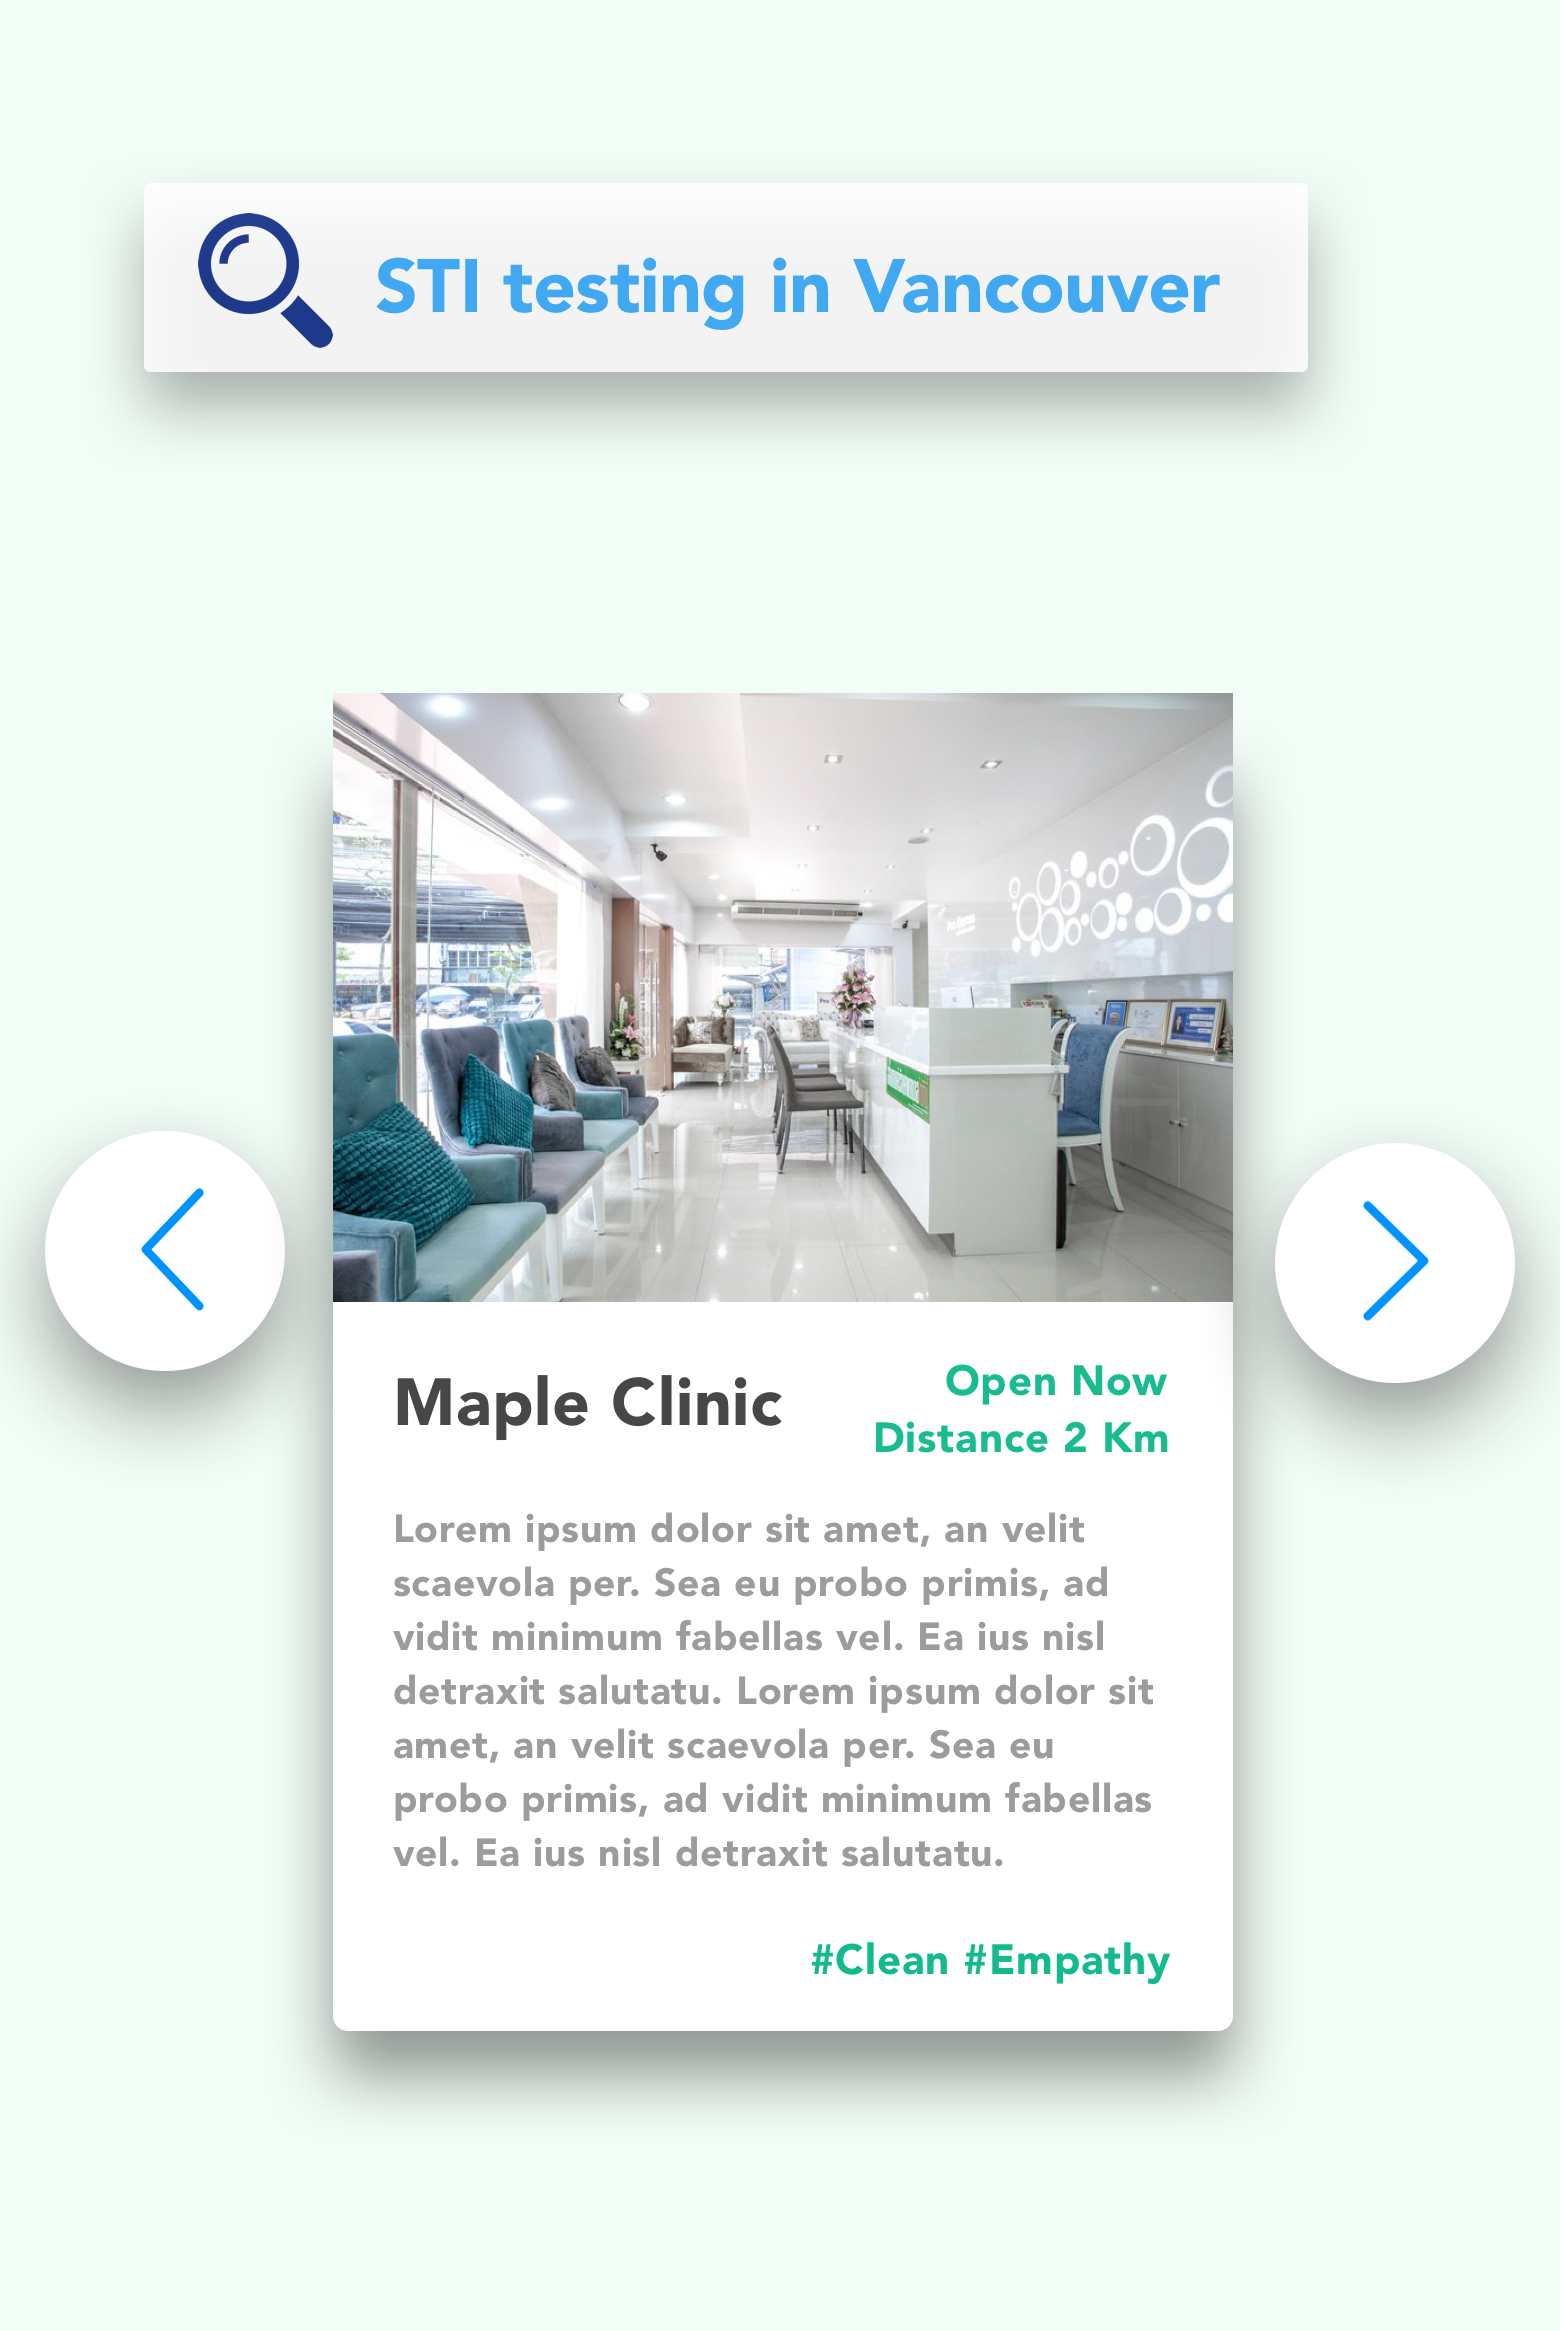 STI testing in Vancouver
Maple Clinic
Open Now
Distance 2 Km
Lorem ipsum dolor sit amet, an velit
scaevola per. Sea eu probo primis, ad
vidit minimum fabellas vel. Ea ius nisl
detraxit salutatu. Lorem ipsum dolor sit
amet, an velit scaevola per. Sea eu
probo primis, ad vidit minimum fabellas
vel. Ea ius nisl detraxit salutatu.
#Clean #Empathy